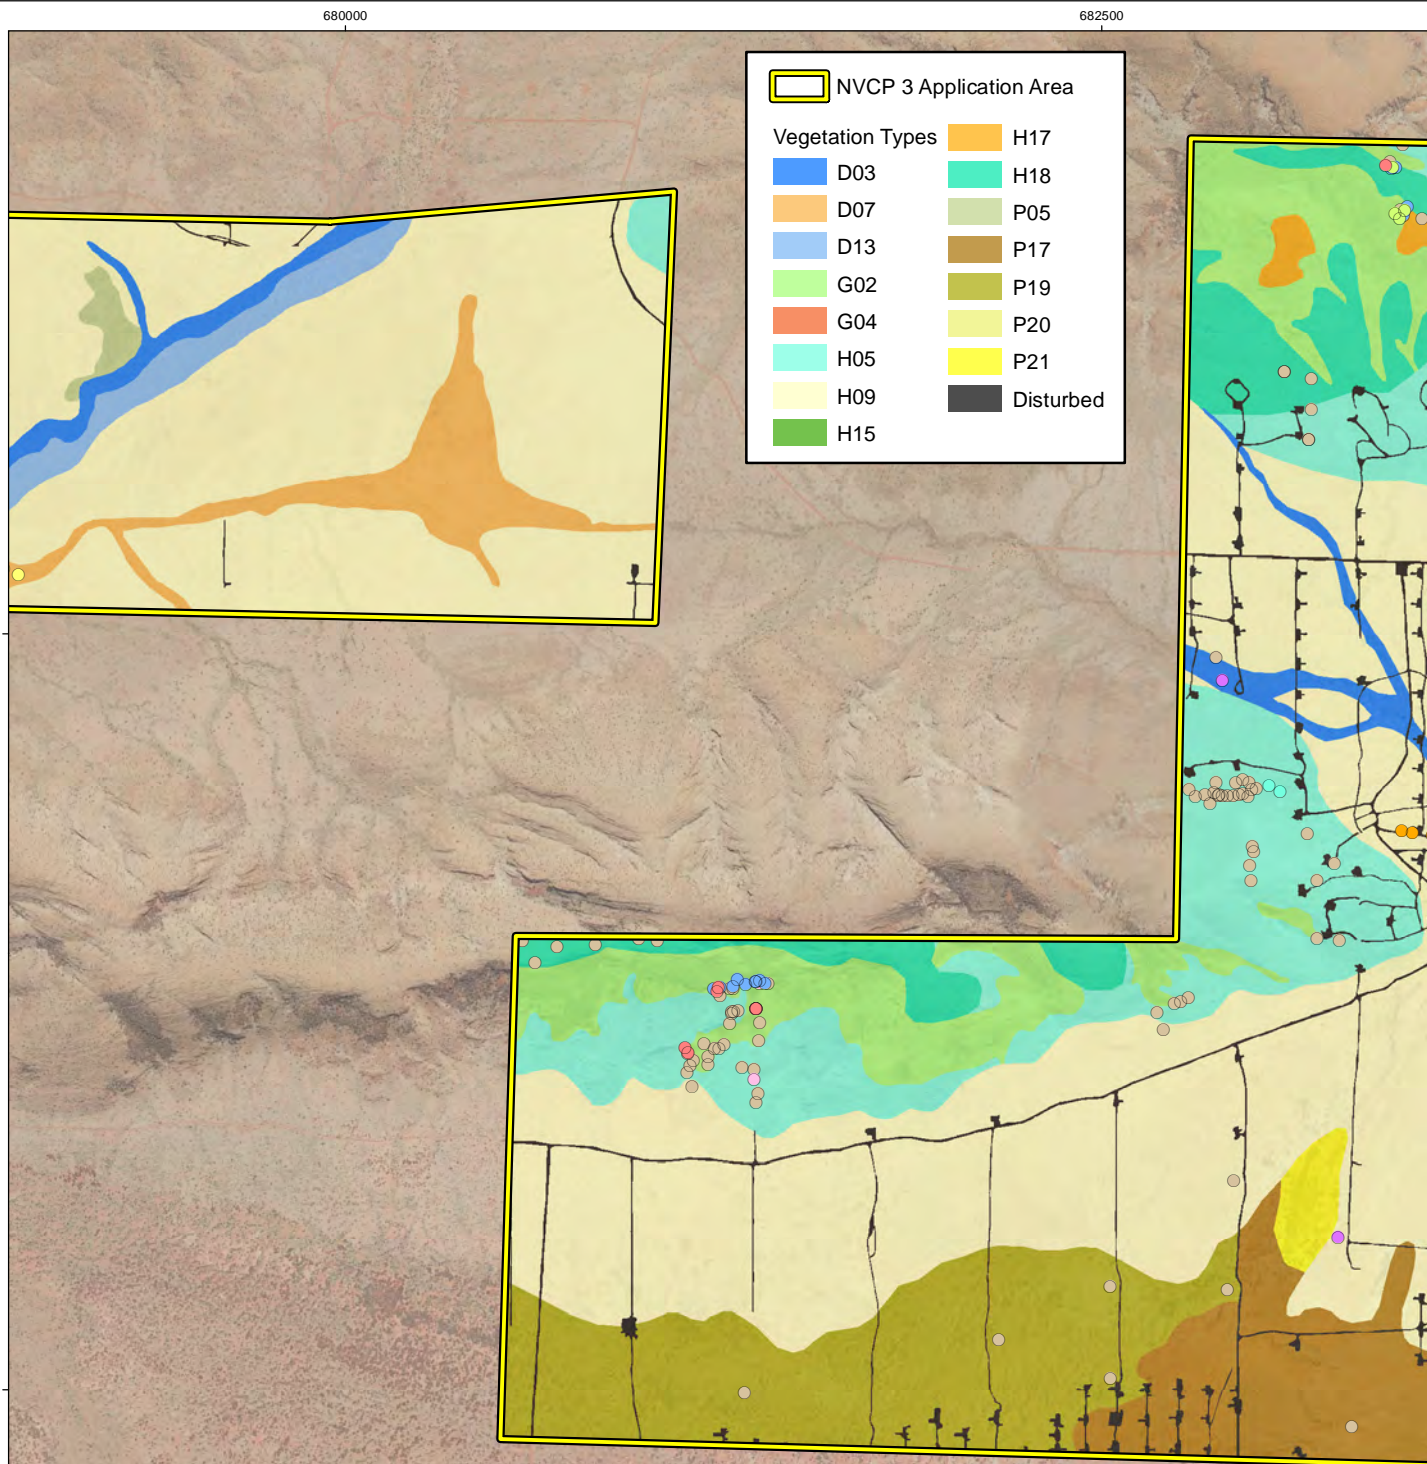 680000
682500
NVCP 3 Application Area
Vegetation Types
D03
D07
D13
G02
G04
H05
H09
H15
H17
H18
P05
P17
P19
P20
P21
Disturbed